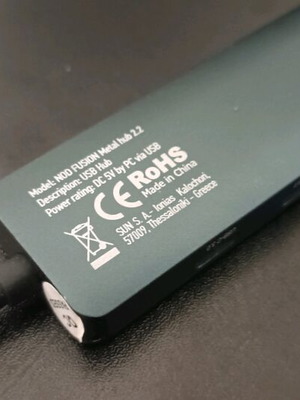 Model: NOD FUSION Metal hub 2.2
Description: USB Hub
Power rating: DC 5V by PC via USB
CE RoHS
Made in China
SUN S. A.- Ionias Kalochori,
57009, Thessaloniki - Greece